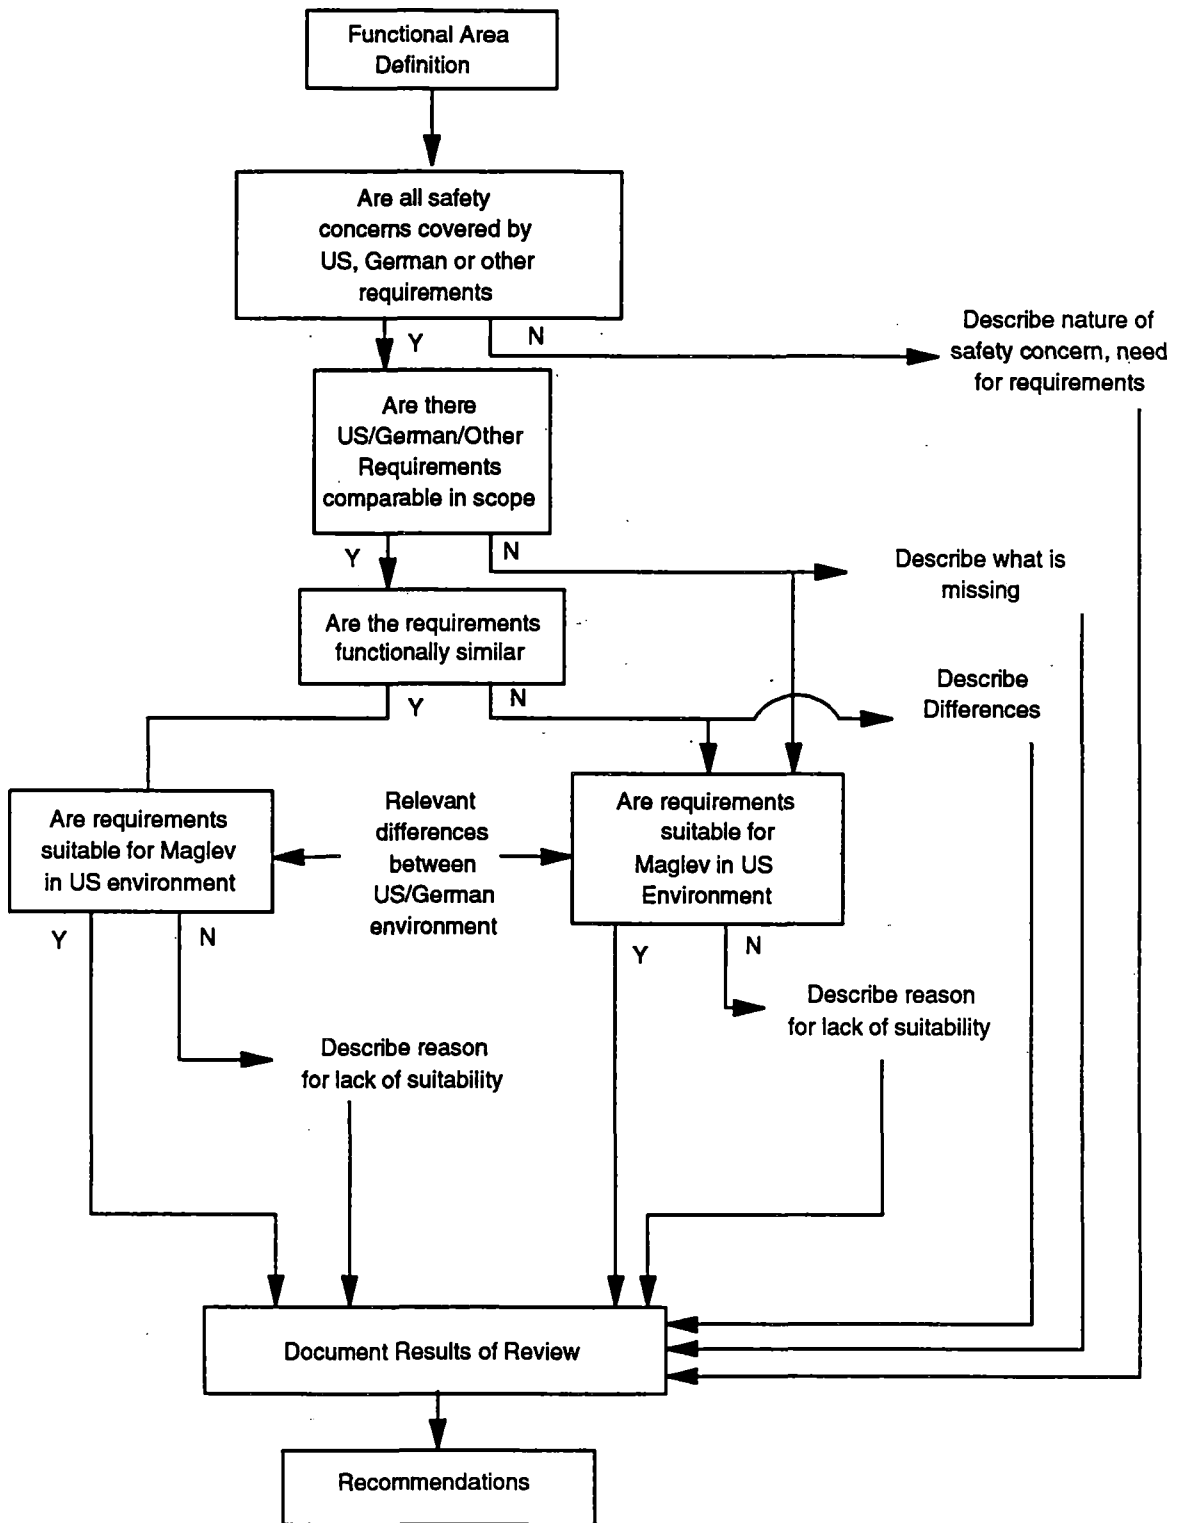 Functional Area
Definition
Are all safety
concerns covered by
US, German or other
requirements
Y
N
Describe nature of
safety concern, need
for requirements
Are there
US/German/Other
Requirements
comparable in scope
Y
N
Describe what is
missing
Are the requirements
functionally similar
Y
N
Describe
Differences
Are requirements
suitable for Maglev
in US environment
Relevant
differences
between
US/German
environment
Are requirements
suitable for
Maglev in US
Environment
Y
N
Y
N
Describe reason
for lack of suitability
Describe reason
for lack of suitability
Document Results of Review
Recommendations